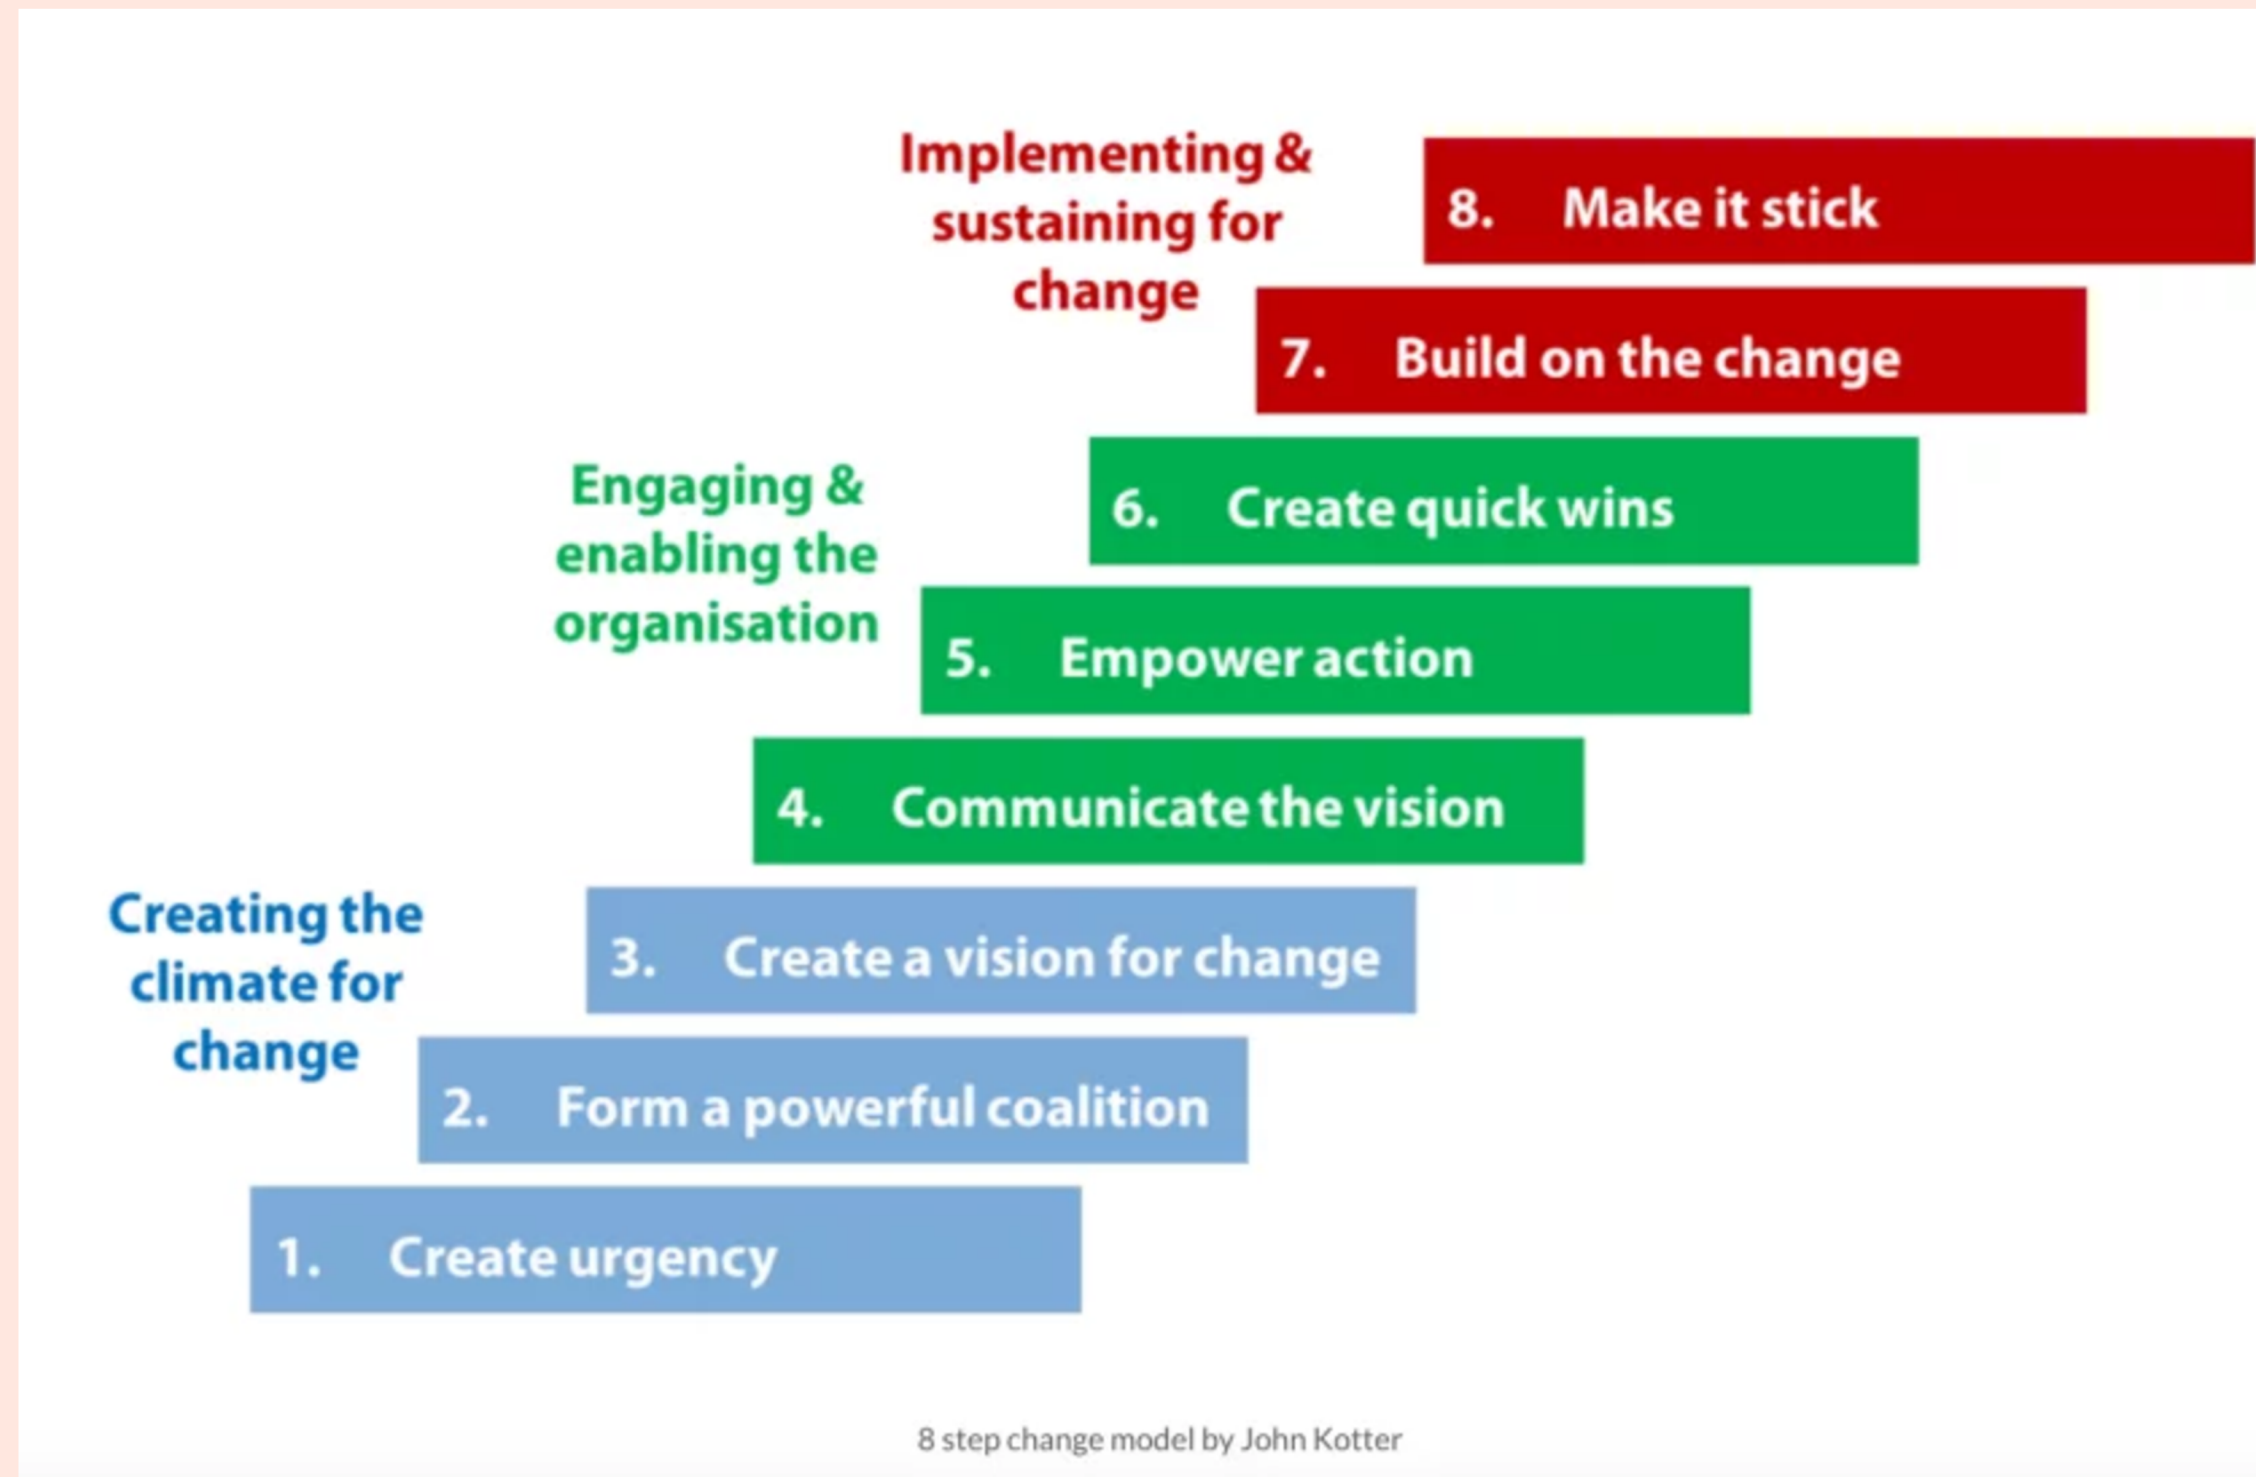 Implementing &
sustaining for
change
8. Make it stick
7. Build on the change
Engaging &
enabling the
organisation
6. Create quick wins
5. Empower action
4. Communicate the vision
Creating the
climate for
change
3. Create a vision for change
2. Form a powerful coalition
1. Create urgency
8 step change model by John Kotter